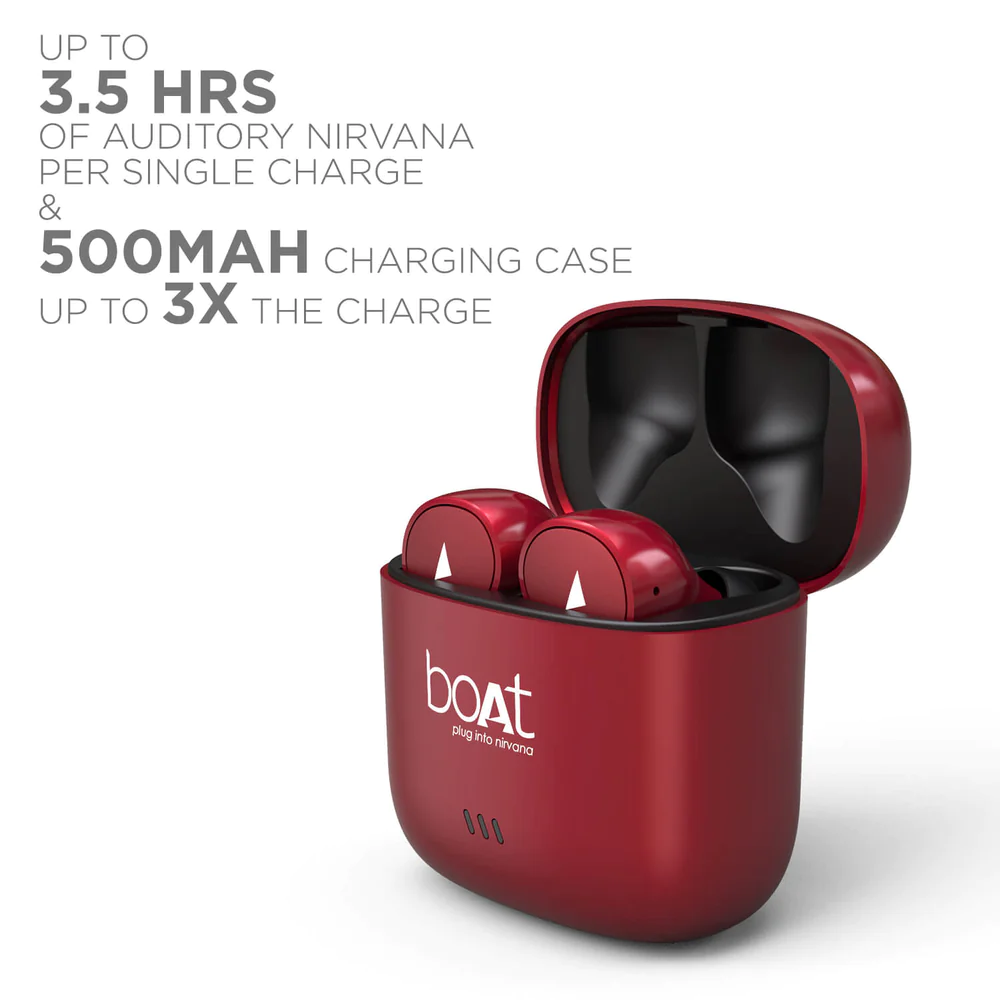 UP TO
3.5 HRS
OF AUDITORY NIRVANA
PER SINGLE CHARGE
&
500MAH CHARGING CASE
UP TO 3X THE CHARGE
boAt
plug into nirvana